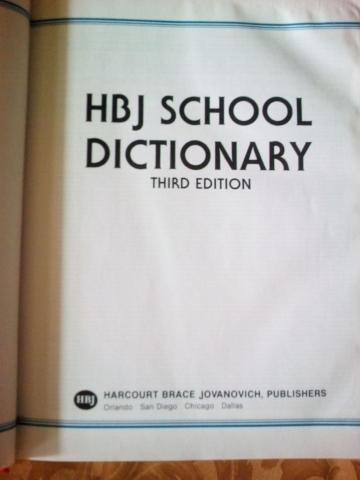 HBJ SCHOOL
DICTIONARY
THIRD EDITION
HBJ HARCOURT BRACE JOVANOVICH, PUBLISHERS
Orlando San Diego Chicago Dallas